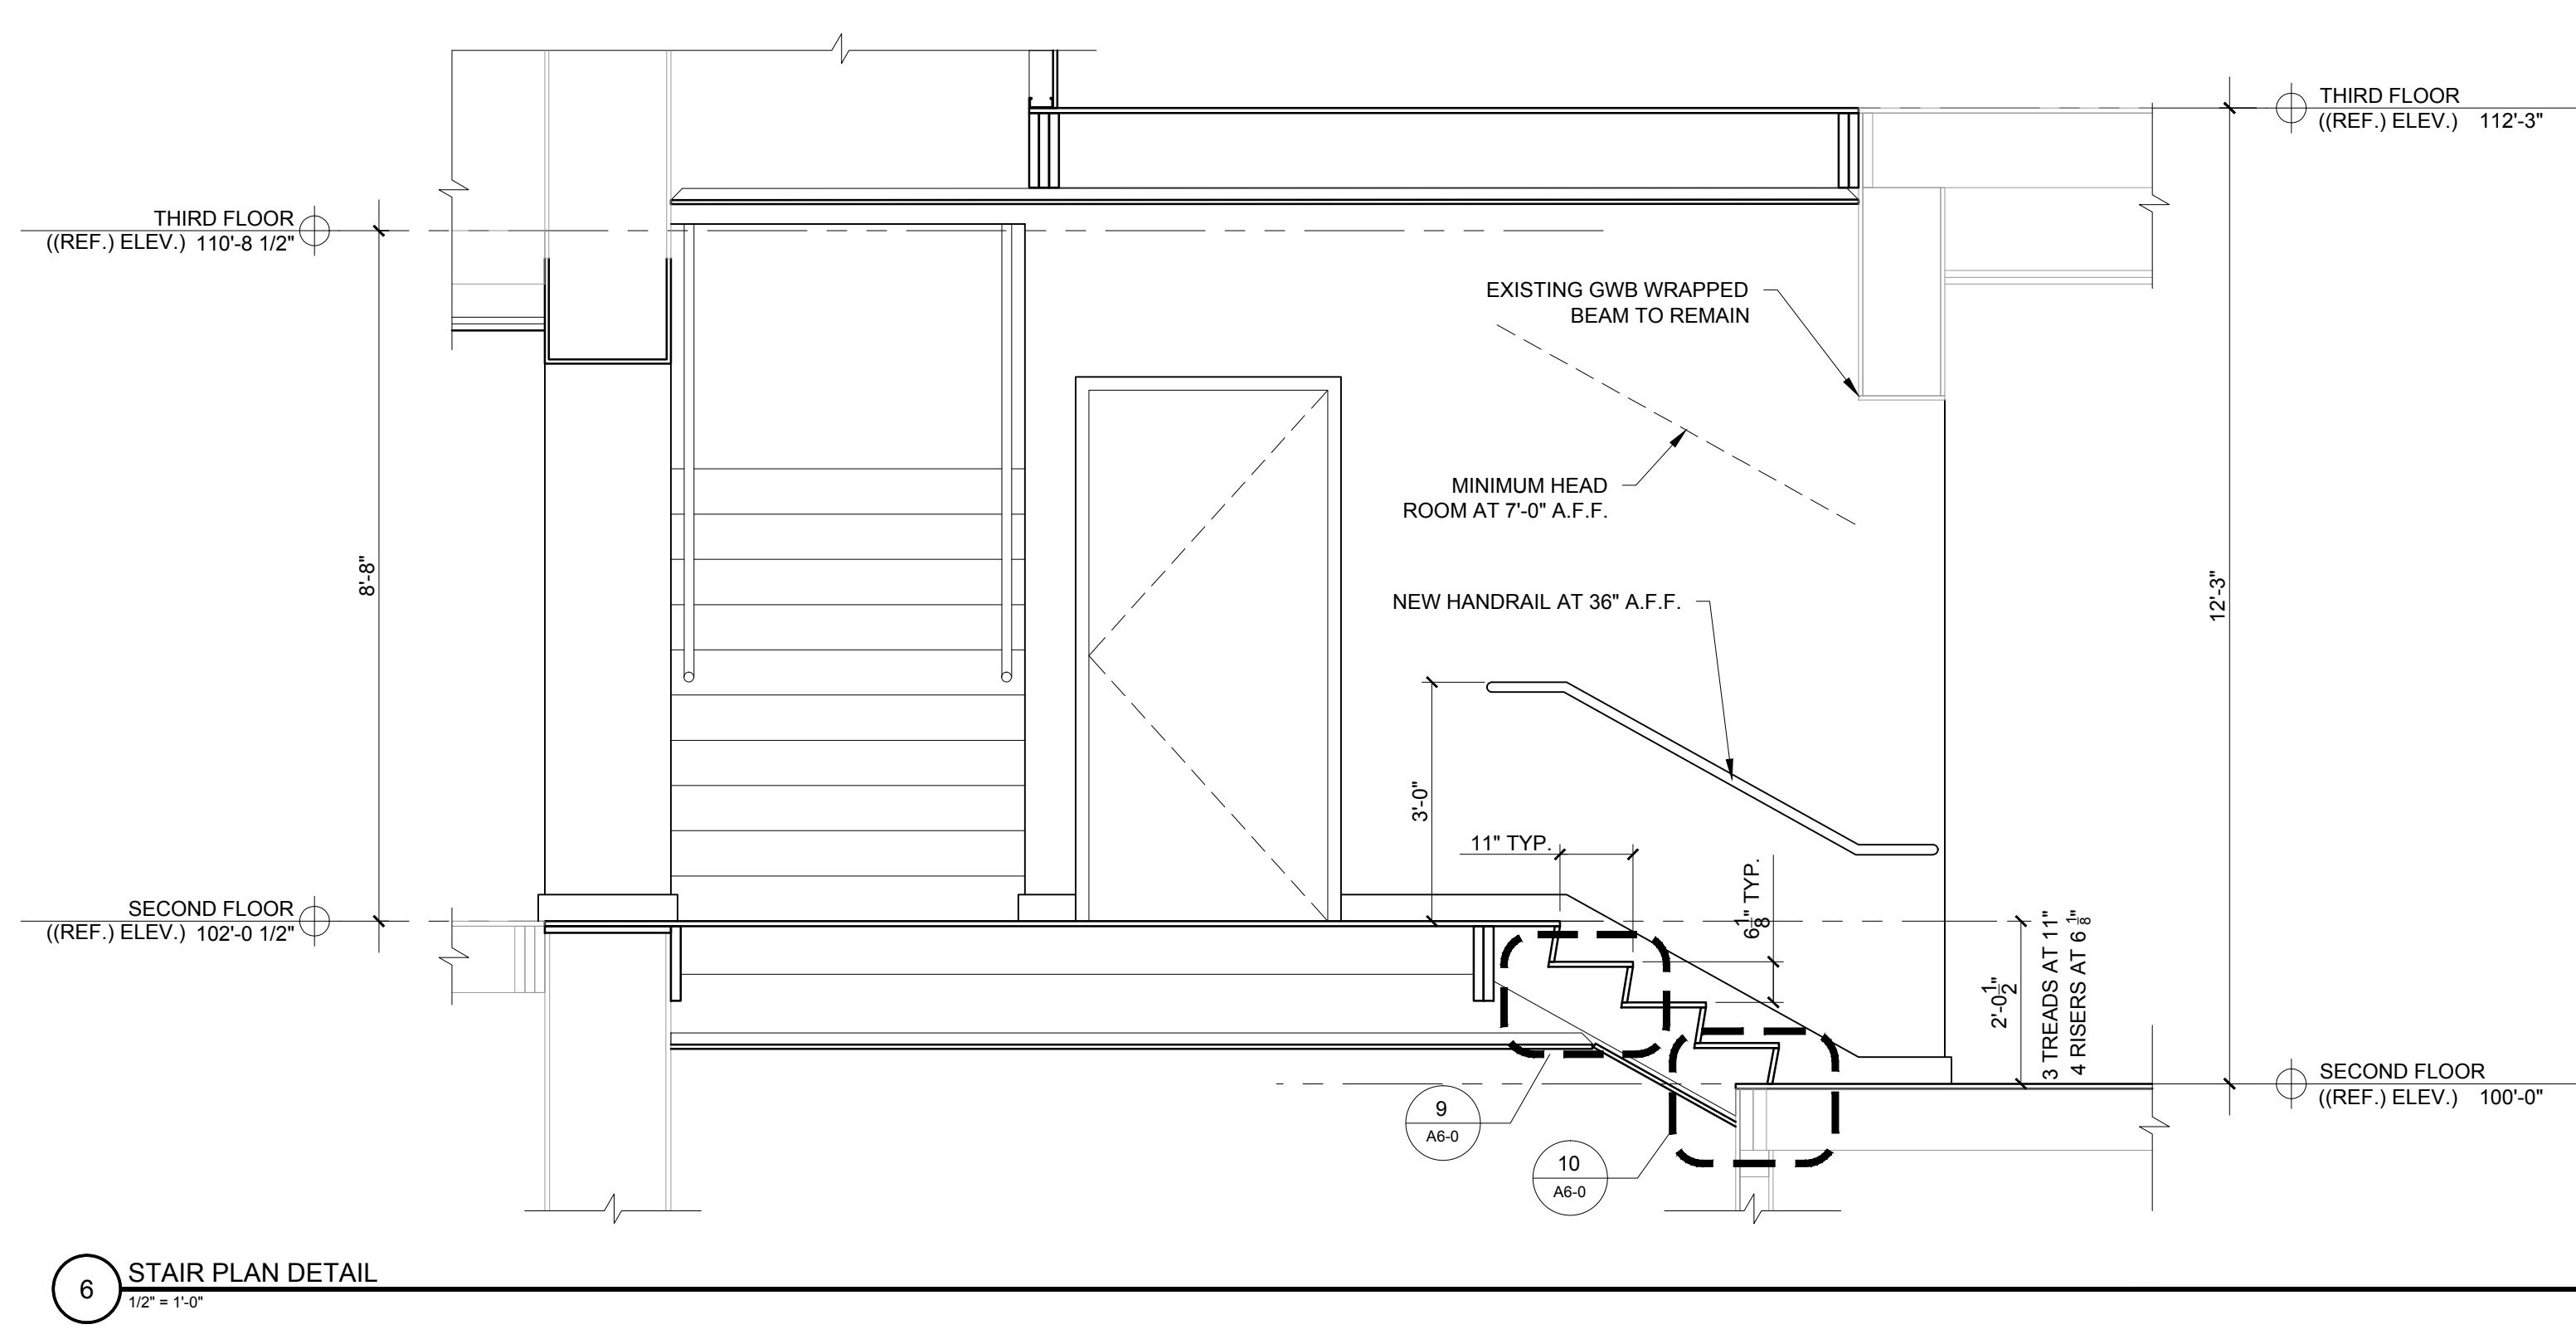 THIRD FLOOR
((REF.) ELEV.) 112'-3"
THIRD FLOOR
((REF.) ELEV.) 110'-8 1/2"
EXISTING GWB WRAPPED
BEAM TO REMAIN
MINIMUM HEAD
ROOM AT 7'-0" A.F.F.
8'-8"
12'-3"
NEW HANDRAIL AT 36" A.F.F.
3'-0"
11" TYP.
6 1/8" TYP.
SECOND FLOOR
((REF.) ELEV.) 102'-0 1/2"
2'-0 1/2"
3 TREADS AT 11"
4 RISERS AT 6 1/8"
SECOND FLOOR
((REF.) ELEV.) 100'-0"
9
A6-0
10
A6-0
6
STAIR PLAN DETAIL
1/2" = 1'-0"